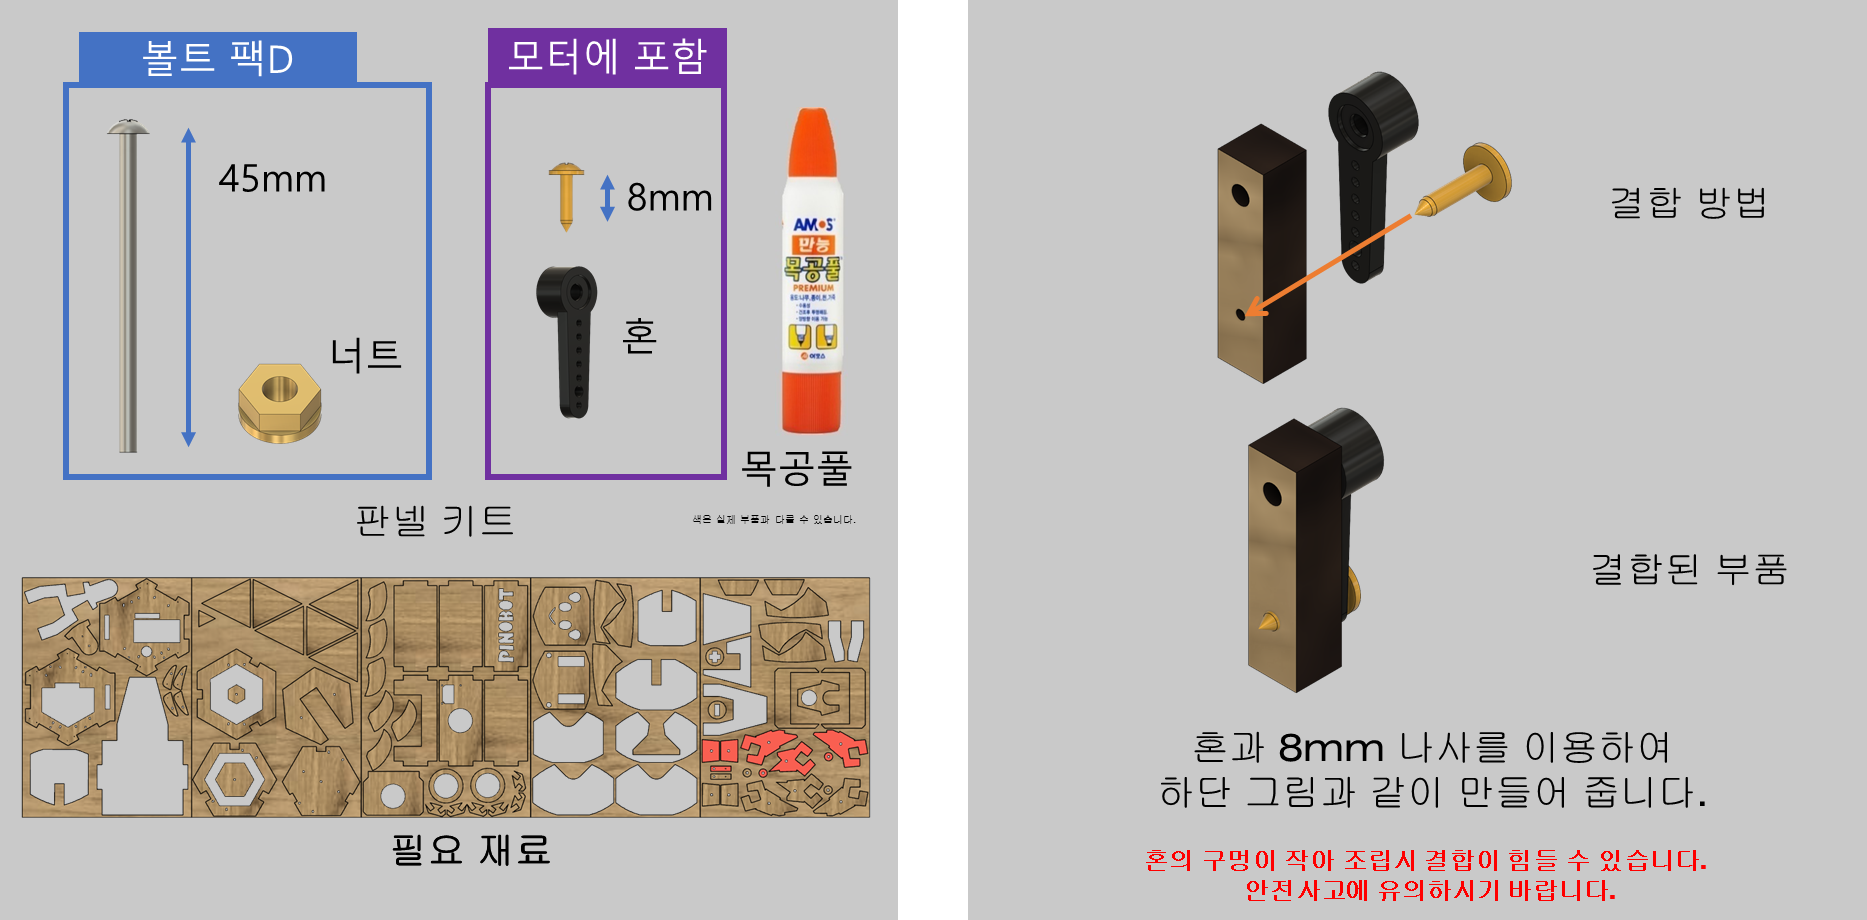 볼트 팩D
45mm
너트
모터에 포함
8mm
혼
AMOS
만능
목공풀
PREMIUM
목공풀
판넬 키트
색은 실제 부품과 다를 수 있습니다.
PINOBOT
필요 재료
결합 방법
결합된 부품
혼과 8mm 나사를 이용하여
하단 그림과 같이 만들어 줍니다.
혼의 구멍이 작아 조립시 결합이 힘들 수 있습니다.
안전사고에 유의하시기 바랍니다.